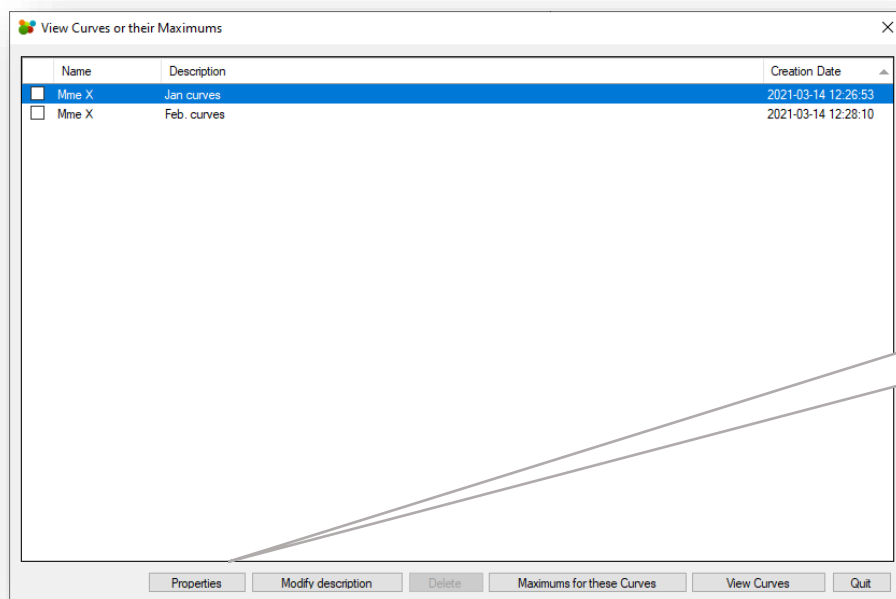 View Curves or their Maximums
Name Description Creation Date
Mme X Jan curves 2021-03-14 12:26:53
Mme X Feb. curves 2021-03-14 12:28:10
Properties Modify description Delete Maximums for these Curves View Curves Quit